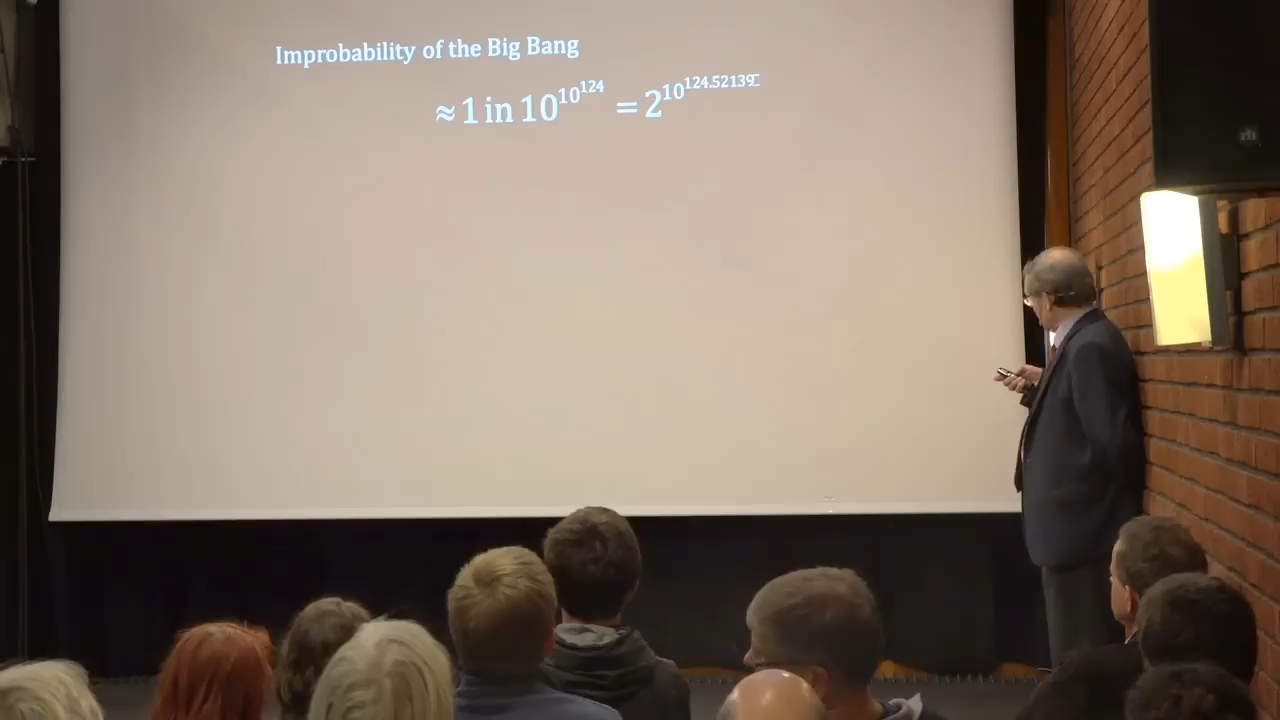 Improbability of the Big Bang
≈ 1 in 10^10^124 = 2^10^124.52139